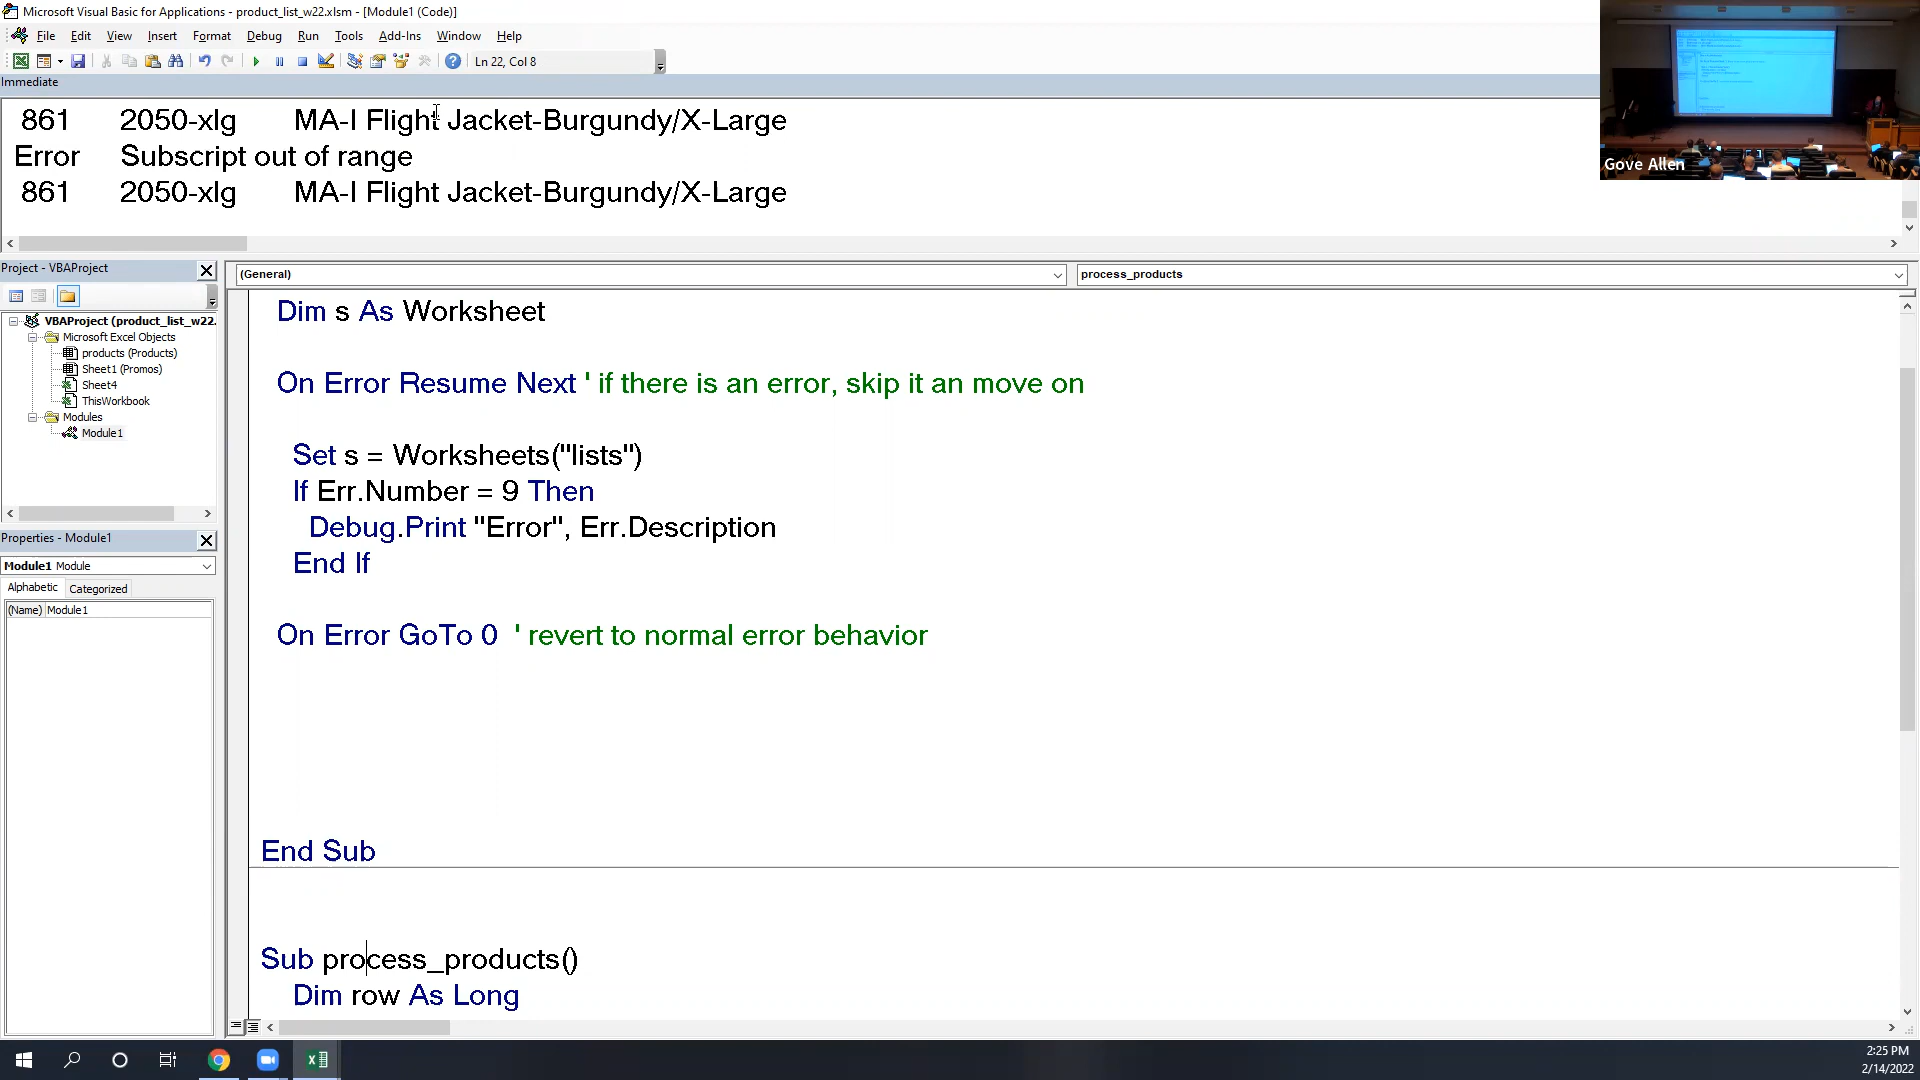 Microsoft Visual Basic for Applications - product_list_w22.xlsm - [Module1 (Code)]
File Edit View Insert Format Debug Run Tools Add-Ins Window Help
Ln 22, Col 8
Immediate
861 2050-xlg MA-I Flight Jacket-Burgundy/X-Large
Error Subscript out of range
861 2050-xlg MA-I Flight Jacket-Burgundy/X-Large
Gove Allen
Project - VBAProject
VBAProject (product_list_w22.
Microsoft Excel Objects
products (Products)
Sheet1 (Promos)
Sheet4
ThisWorkbook
Modules
Module1
Properties - Module1
Module1 Module
Alphabetic Categorized
(Name) Module1
(General) process_products
Dim s As Worksheet
On Error Resume Next ' if there is an error, skip it an move on
Set s = Worksheets("lists")
If Err.Number = 9 Then
Debug.Print "Error", Err.Description
End If
On Error GoTo 0 ' revert to normal error behavior
End Sub
Sub process_products()
Dim row As Long
2:25 PM
2/14/2022